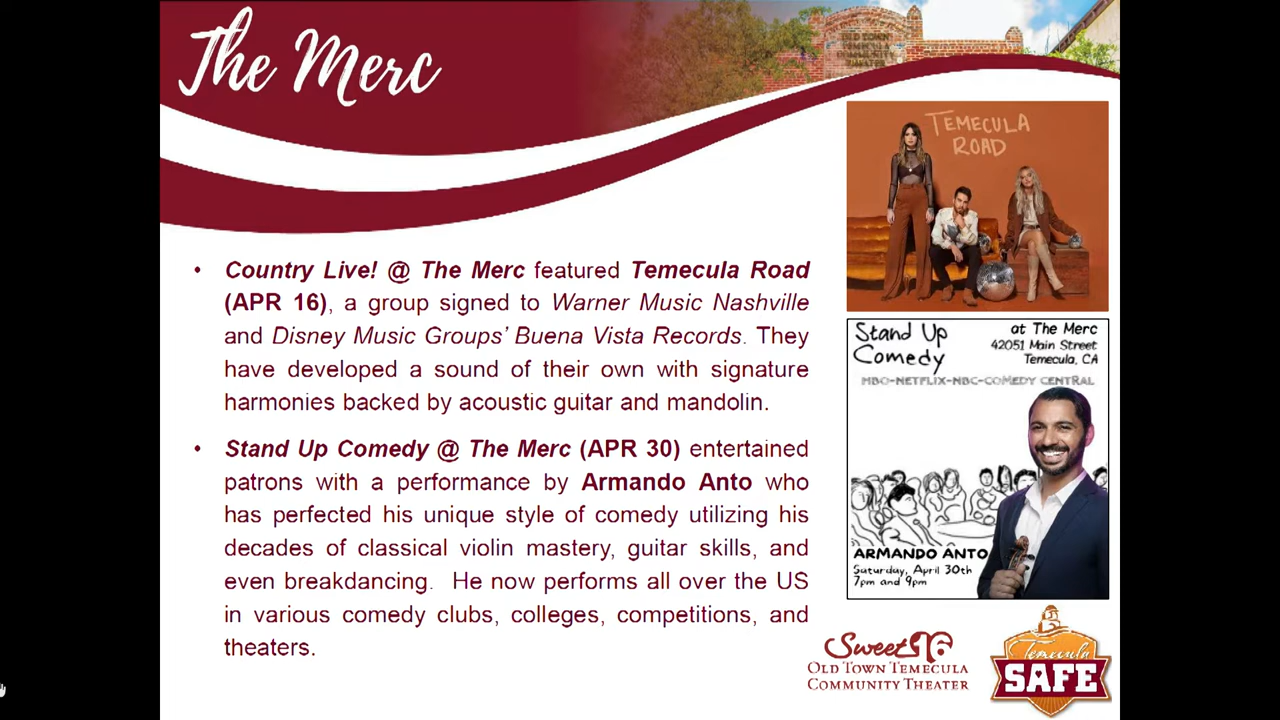 The Merc
OLD TOWN
TEMECULA
COMMUNITY
THEATER
TEMECULA
ROAD
• Country Live! @ The Merc featured Temecula Road
(APR 16), a group signed to Warner Music Nashville
and Disney Music Groups’ Buena Vista Records. They
have developed a sound of their own with signature
harmonies backed by acoustic guitar and mandolin.
• Stand Up Comedy @ The Merc (APR 30) entertained
patrons with a performance by Armando Anto who
has perfected his unique style of comedy utilizing his
decades of classical violin mastery, guitar skills, and
even breakdancing. He now performs all over the US
in various comedy clubs, colleges, competitions, and
theaters.
Stand Up
Comedy
at The Merc
42051 Main Street
Temecula, CA
HBO-NETFLIX-NBC-COMEDY CENTRAL
ARMANDO ANTO
Saturday, April 30th
7pm and 9pm
Sweet 16
OLD TOWN TEMECULA
COMMUNITY THEATER
Temecula
SAFE